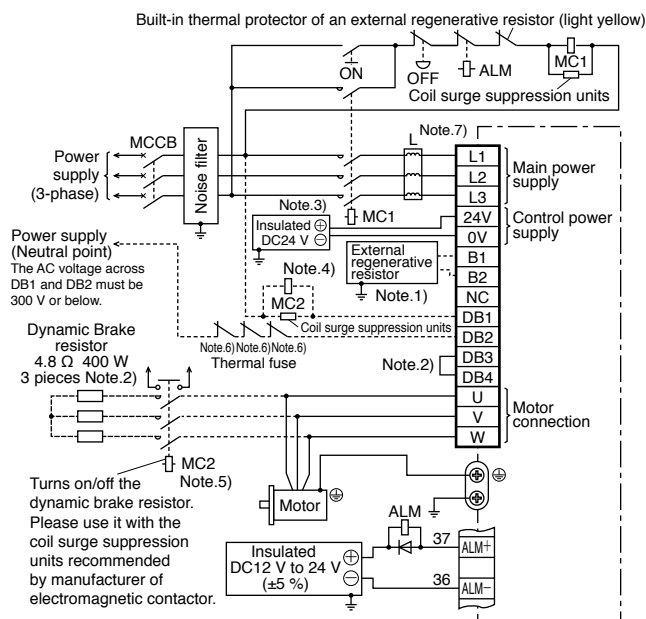 Built-in thermal protector of an external regenerative resistor (light yellow)
ON
OFF
ALM
MC1
Coil surge suppression units
Power
supply
(3-phase)
MCCB
Noise filter
L
Note.7)
L1
L2
L3
24V
0V
B1
B2
NC
DB1
DB2
DB3
DB4
U
V
W
Main power
supply
Control power
supply
Motor
connection
MC1
Note.3)
Insulated ⊕
DC24 V ⊖
External
regenerative
resistor
Note.1)
Note.4)
MC2
Coil surge suppression units
Power supply
(Neutral point)
The AC voltage across
DB1 and DB2 must be
300 V or below.
Note.6) Note.6) Note.6)
Thermal fuse
Note.2)
Dynamic Brake
resistor
4.8 Ω 400 W
3 pieces Note.2)
MC2
Note.5)
Turns on/off the
dynamic brake resistor.
Please use it with the
coil surge suppression
units recommended
by manufacturer of
electromagnetic contactor.
Motor
ALM
Insulated
DC12 V to 24 V
(±5 %)
⊕
⊖
37
ALM+
36
ALM−